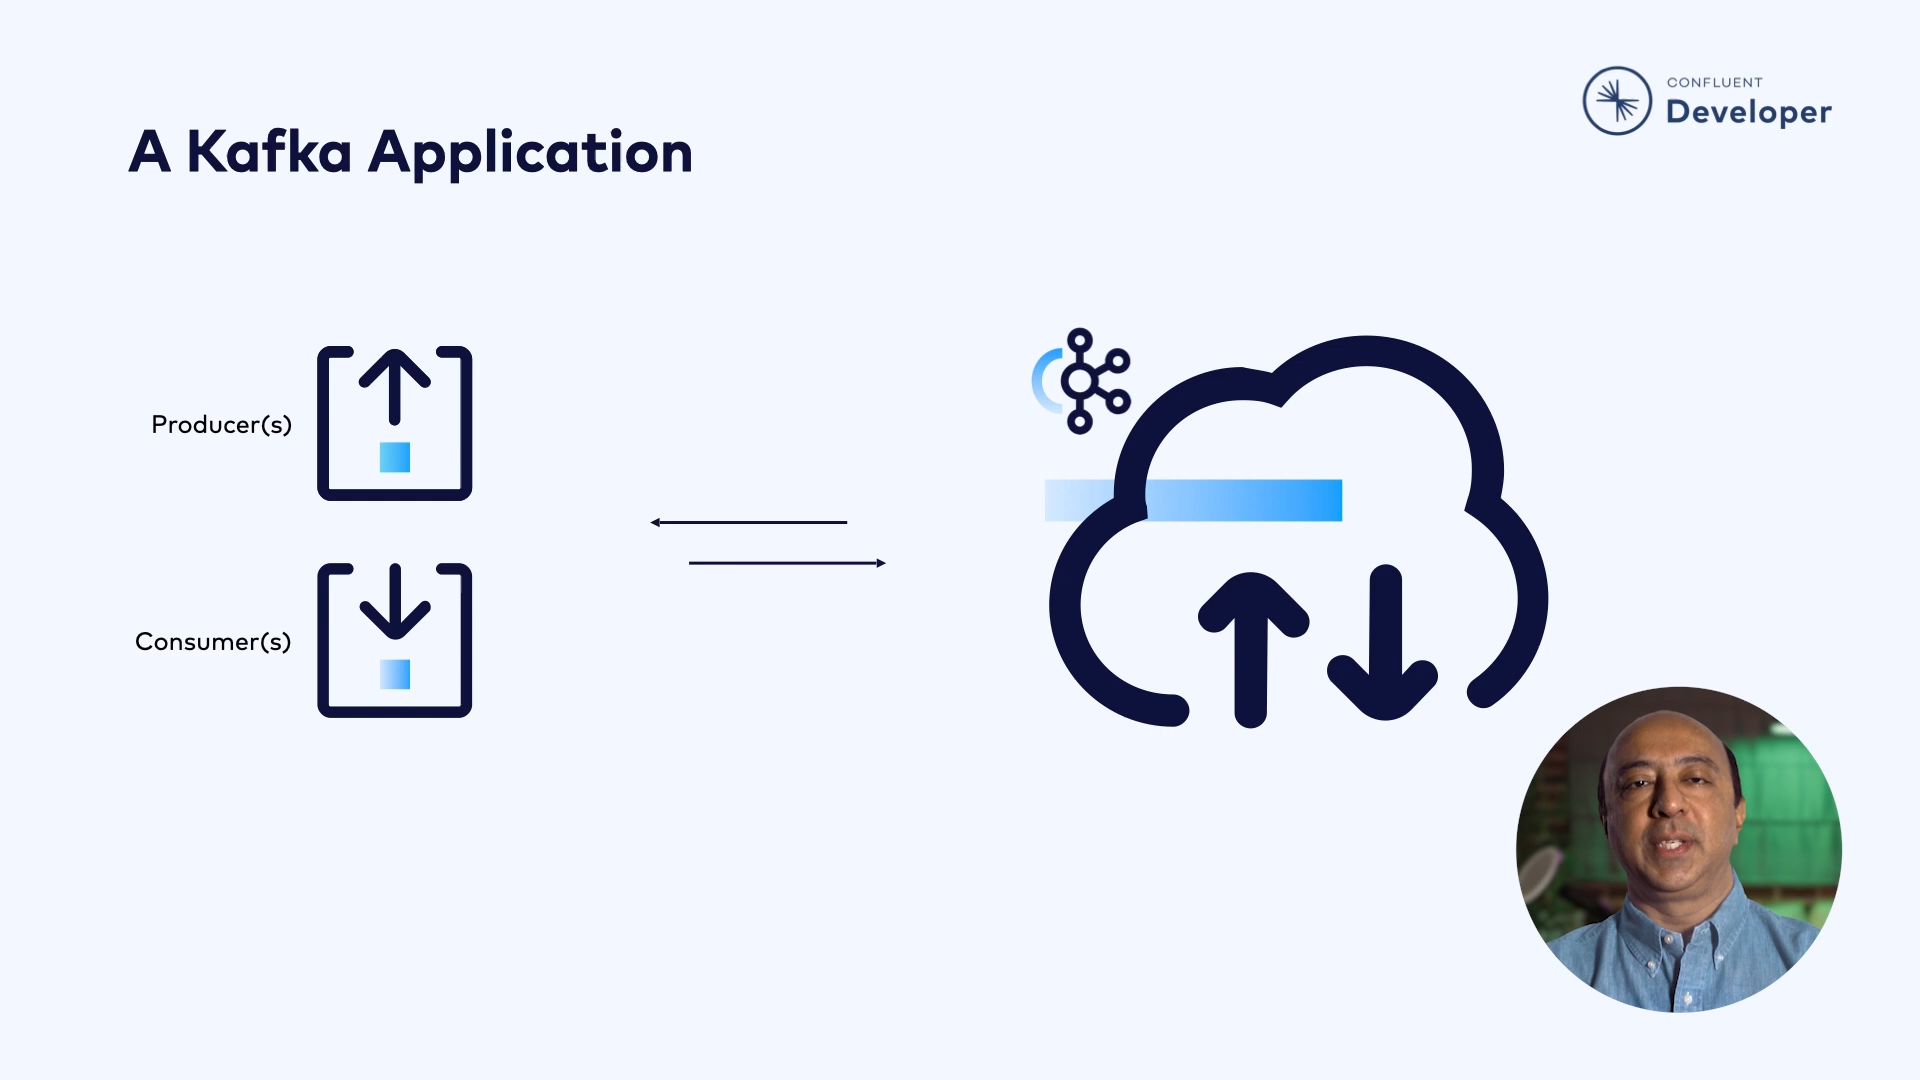 CONFLUENT
Developer
A Kafka Application
Producer(s)
Consumer(s)